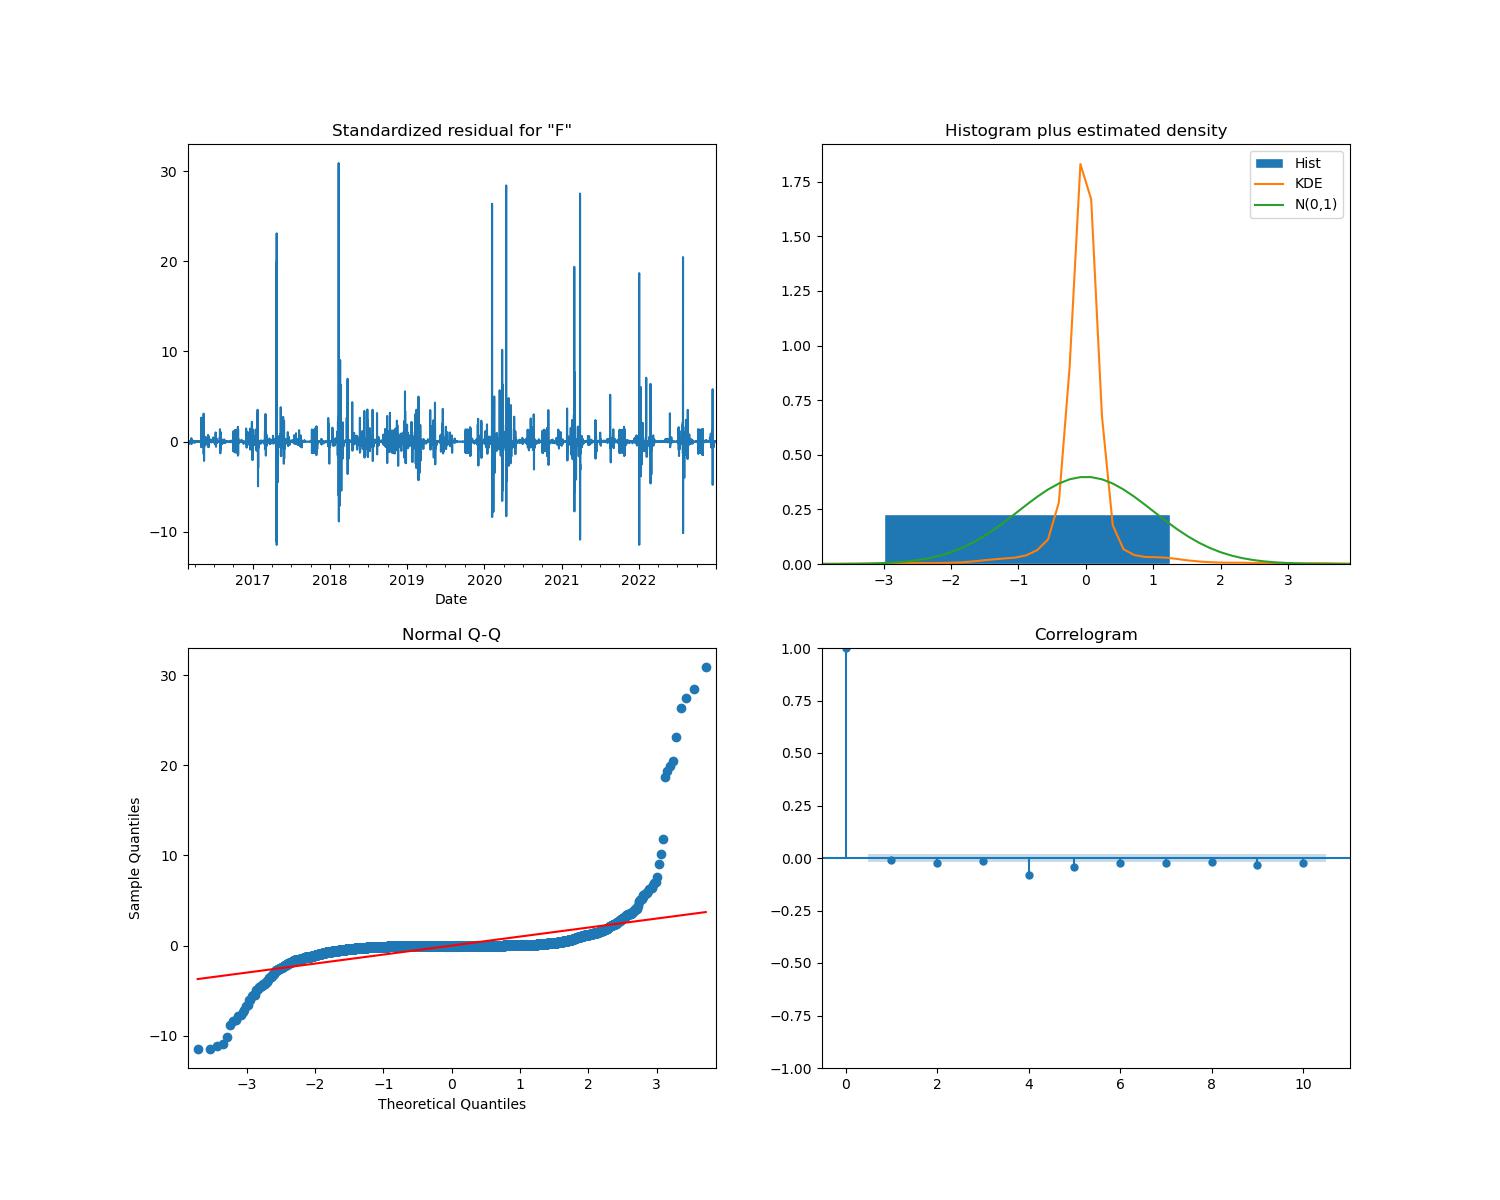 Standardized residual for "F"
30
20
10
0
−10
2017 2018 2019 2020 2021 2022
Date
Histogram plus estimated density
Hist
KDE
N(0,1)
1.75
1.50
1.25
1.00
0.75
0.50
0.25
0.00
−3 −2 −1 0 1 2 3
Normal Q-Q
Sample Quantiles
30
20
10
0
−10
−3 −2 −1 0 1 2 3
Theoretical Quantiles
Correlogram
1.00
0.75
0.50
0.25
0.00
−0.25
−0.50
−0.75
−1.00
0 2 4 6 8 10